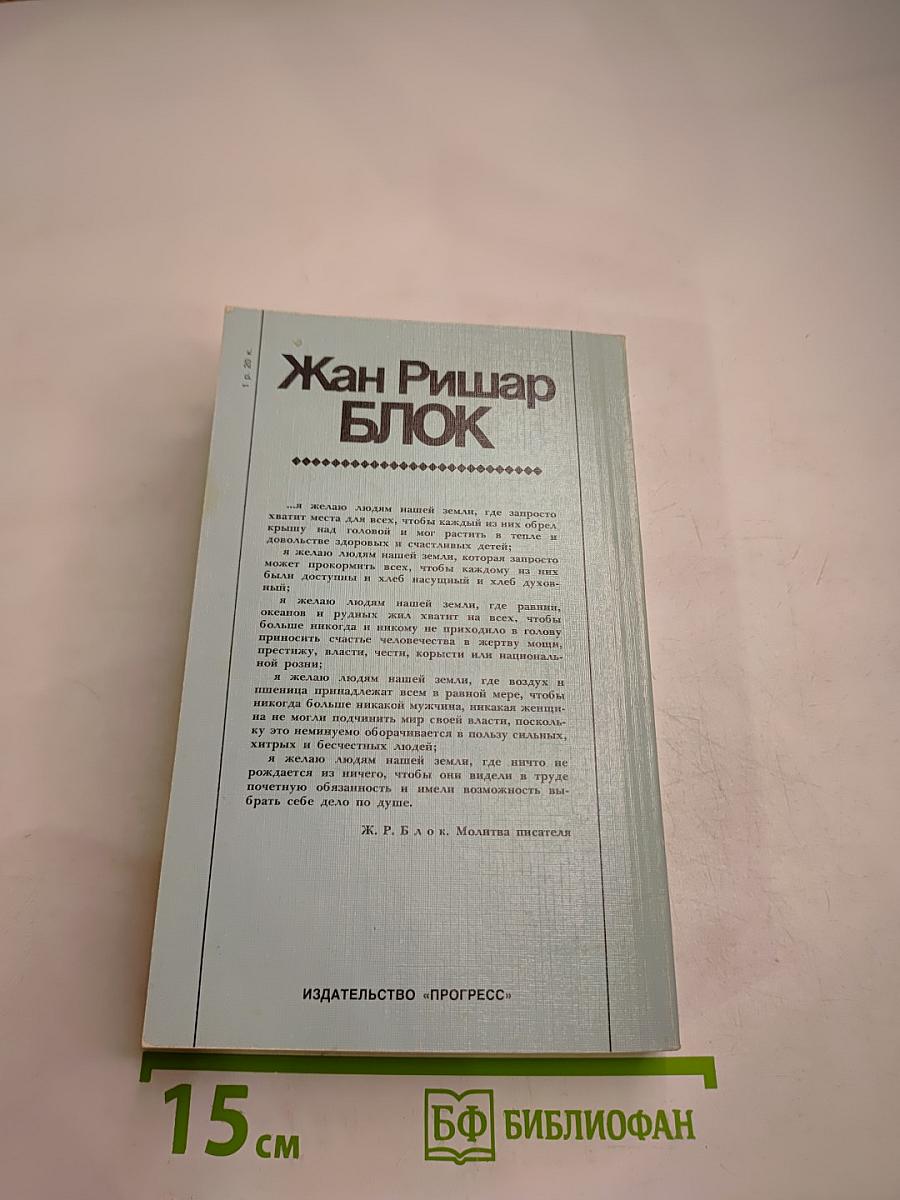 1 р. 20 к.
Жан Ришар
БЛОК
...я желаю людям нашей земли, где запросто
хватит места для всех, чтобы каждый из них обрел
крышу над головой и мог растить в тепле и
довольстве здоровых и счастливых детей;
я желаю людям нашей земли, которая запросто
может прокормить всех, чтобы каждому из них
были доступны и хлеб насущный и хлеб духов-
ный;
я желаю людям нашей земли, где равнин,
океанов и рудных жил хватит на всех, чтобы
больше никогда и никому не приходило в голову
приносить счастье человечества в жертву мощи,
престижу, власти, чести, корысти или националь-
ной розни;
я желаю людям нашей земли, где воздух и
пшеница принадлежат всем в равной мере, чтобы
никогда больше никакой мужчина, никакая женщи-
на не могли подчинить мир своей власти, посколь-
ку это неминуемо оборачивается в пользу сильных,
хитрых и бесчестных людей;
я желаю людям нашей земли, где ничто не
рождается из ничего, чтобы они видели в труде
почетную обязанность и имели возможность вы-
брать себе дело по душе.
Ж. Р. Блок. Молитва писателя
ИЗДАТЕЛЬСТВО «ПРОГРЕСС»
15 см
БФ БИБЛИОФАН